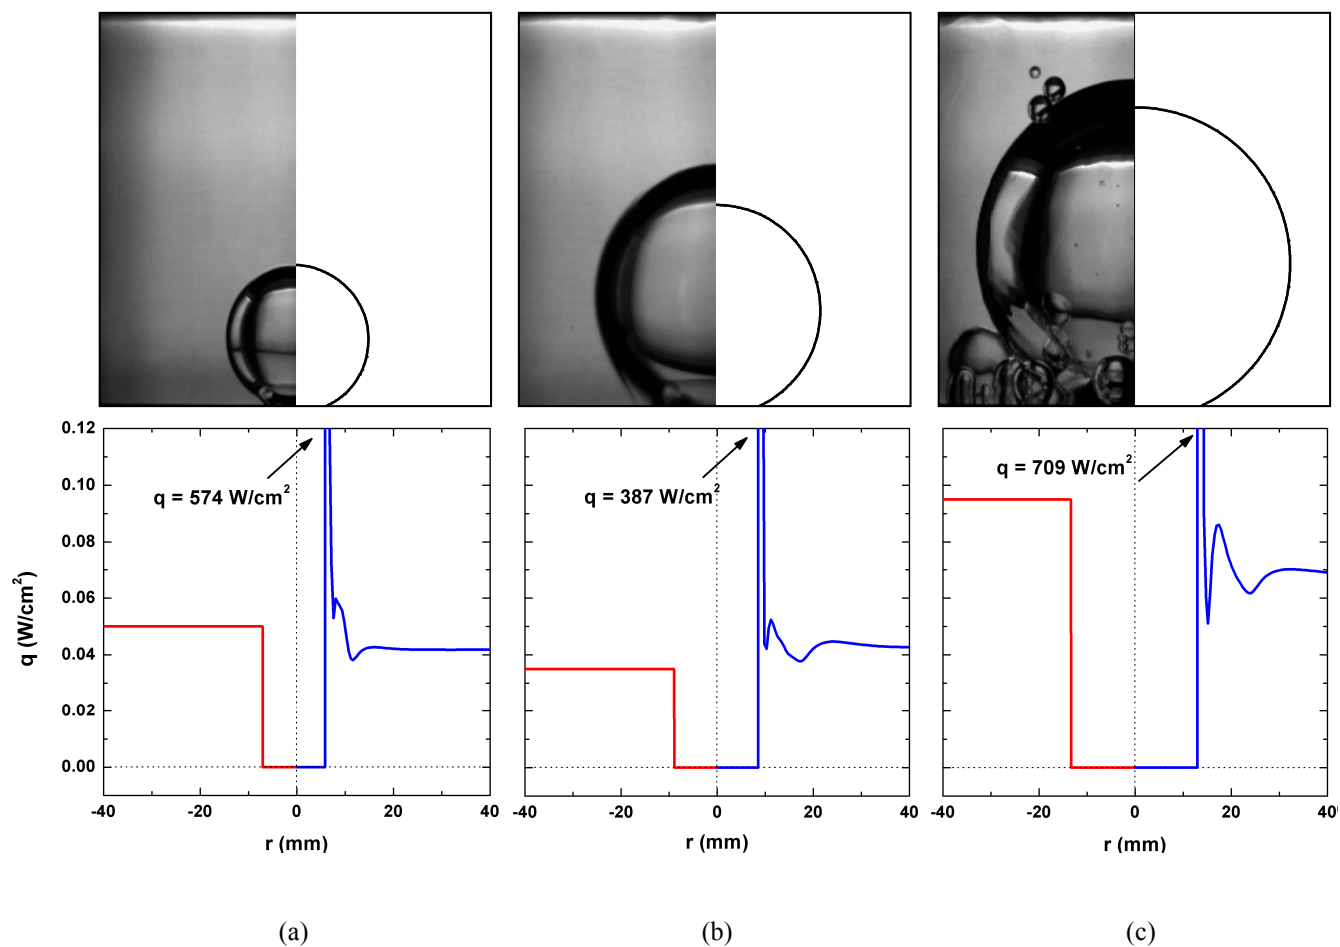 0.12
0.10
0.08
0.06
0.04
0.02
0.00
q (W/cm²)
q = 574 W/cm²
-40 -20 0 20 40
r (mm)
q = 387 W/cm²
-40 -20 0 20 40
r (mm)
q = 709 W/cm²
-40 -20 0 20 40
r (mm)
(a) (b) (c)